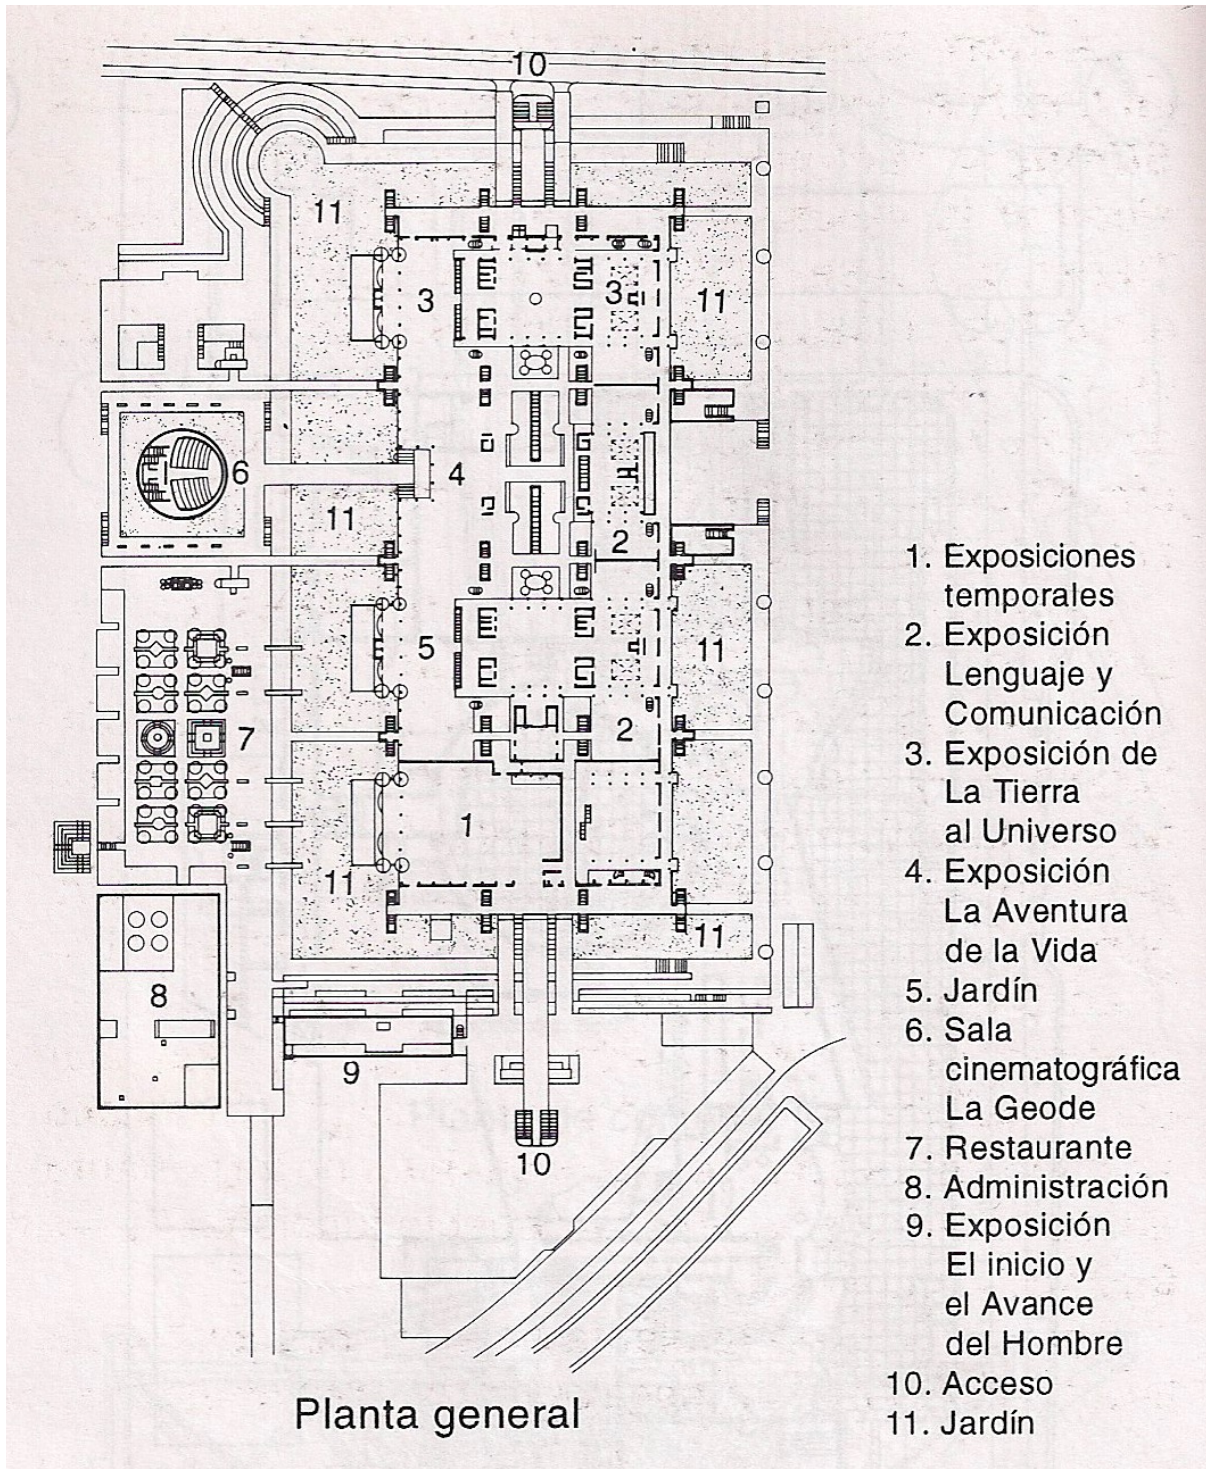 10
11
3
3
11
6
4
11
2
5
11
7
2
1
11
11
8
9
10
1. Exposiciones
temporales
2. Exposición
Lenguaje y
Comunicación
3. Exposición de
La Tierra
al Universo
4. Exposición
La Aventura
de la Vida
5. Jardín
6. Sala
cinematográfica
La Geode
7. Restaurante
8. Administración
9. Exposición
El inicio y
el Avance
del Hombre
10. Acceso
11. Jardín
Planta general